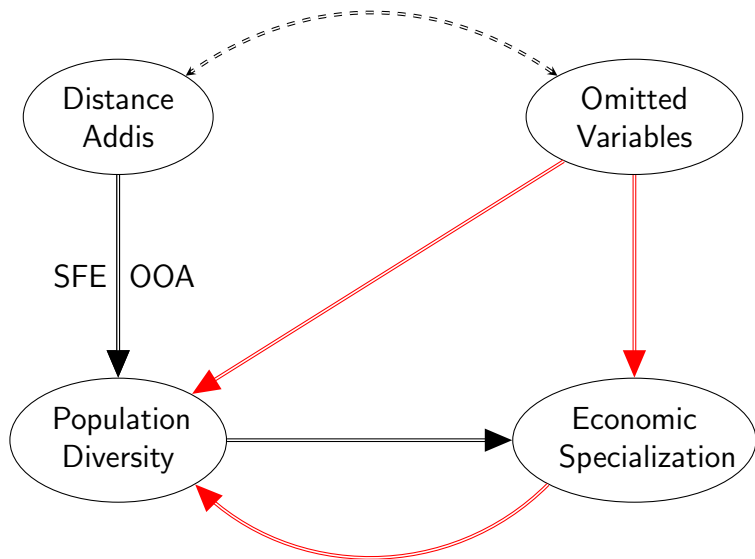 Distance
Addis
Omitted
Variables
SFE OOA
Population
Diversity
Economic
Specialization